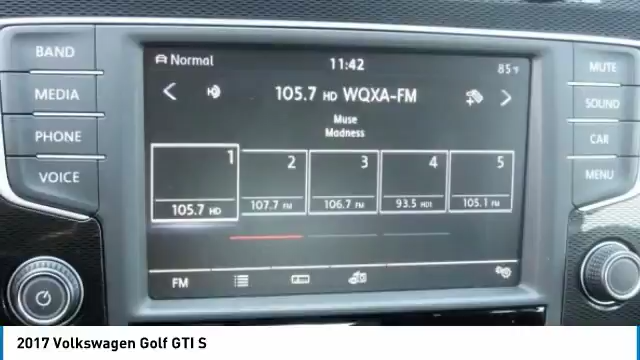 BAND
MEDIA
PHONE
VOICE
Normal
11:42
85°F
105.7 HD WQXA-FM
Muse
Madness
1
105.7 HD
2
107.7 FM
3
106.7 FM
4
93.5 HD1
5
105.1 FM
FM
MUTE
SOUND
CAR
MENU
2017 Volkswagen Golf GTI S